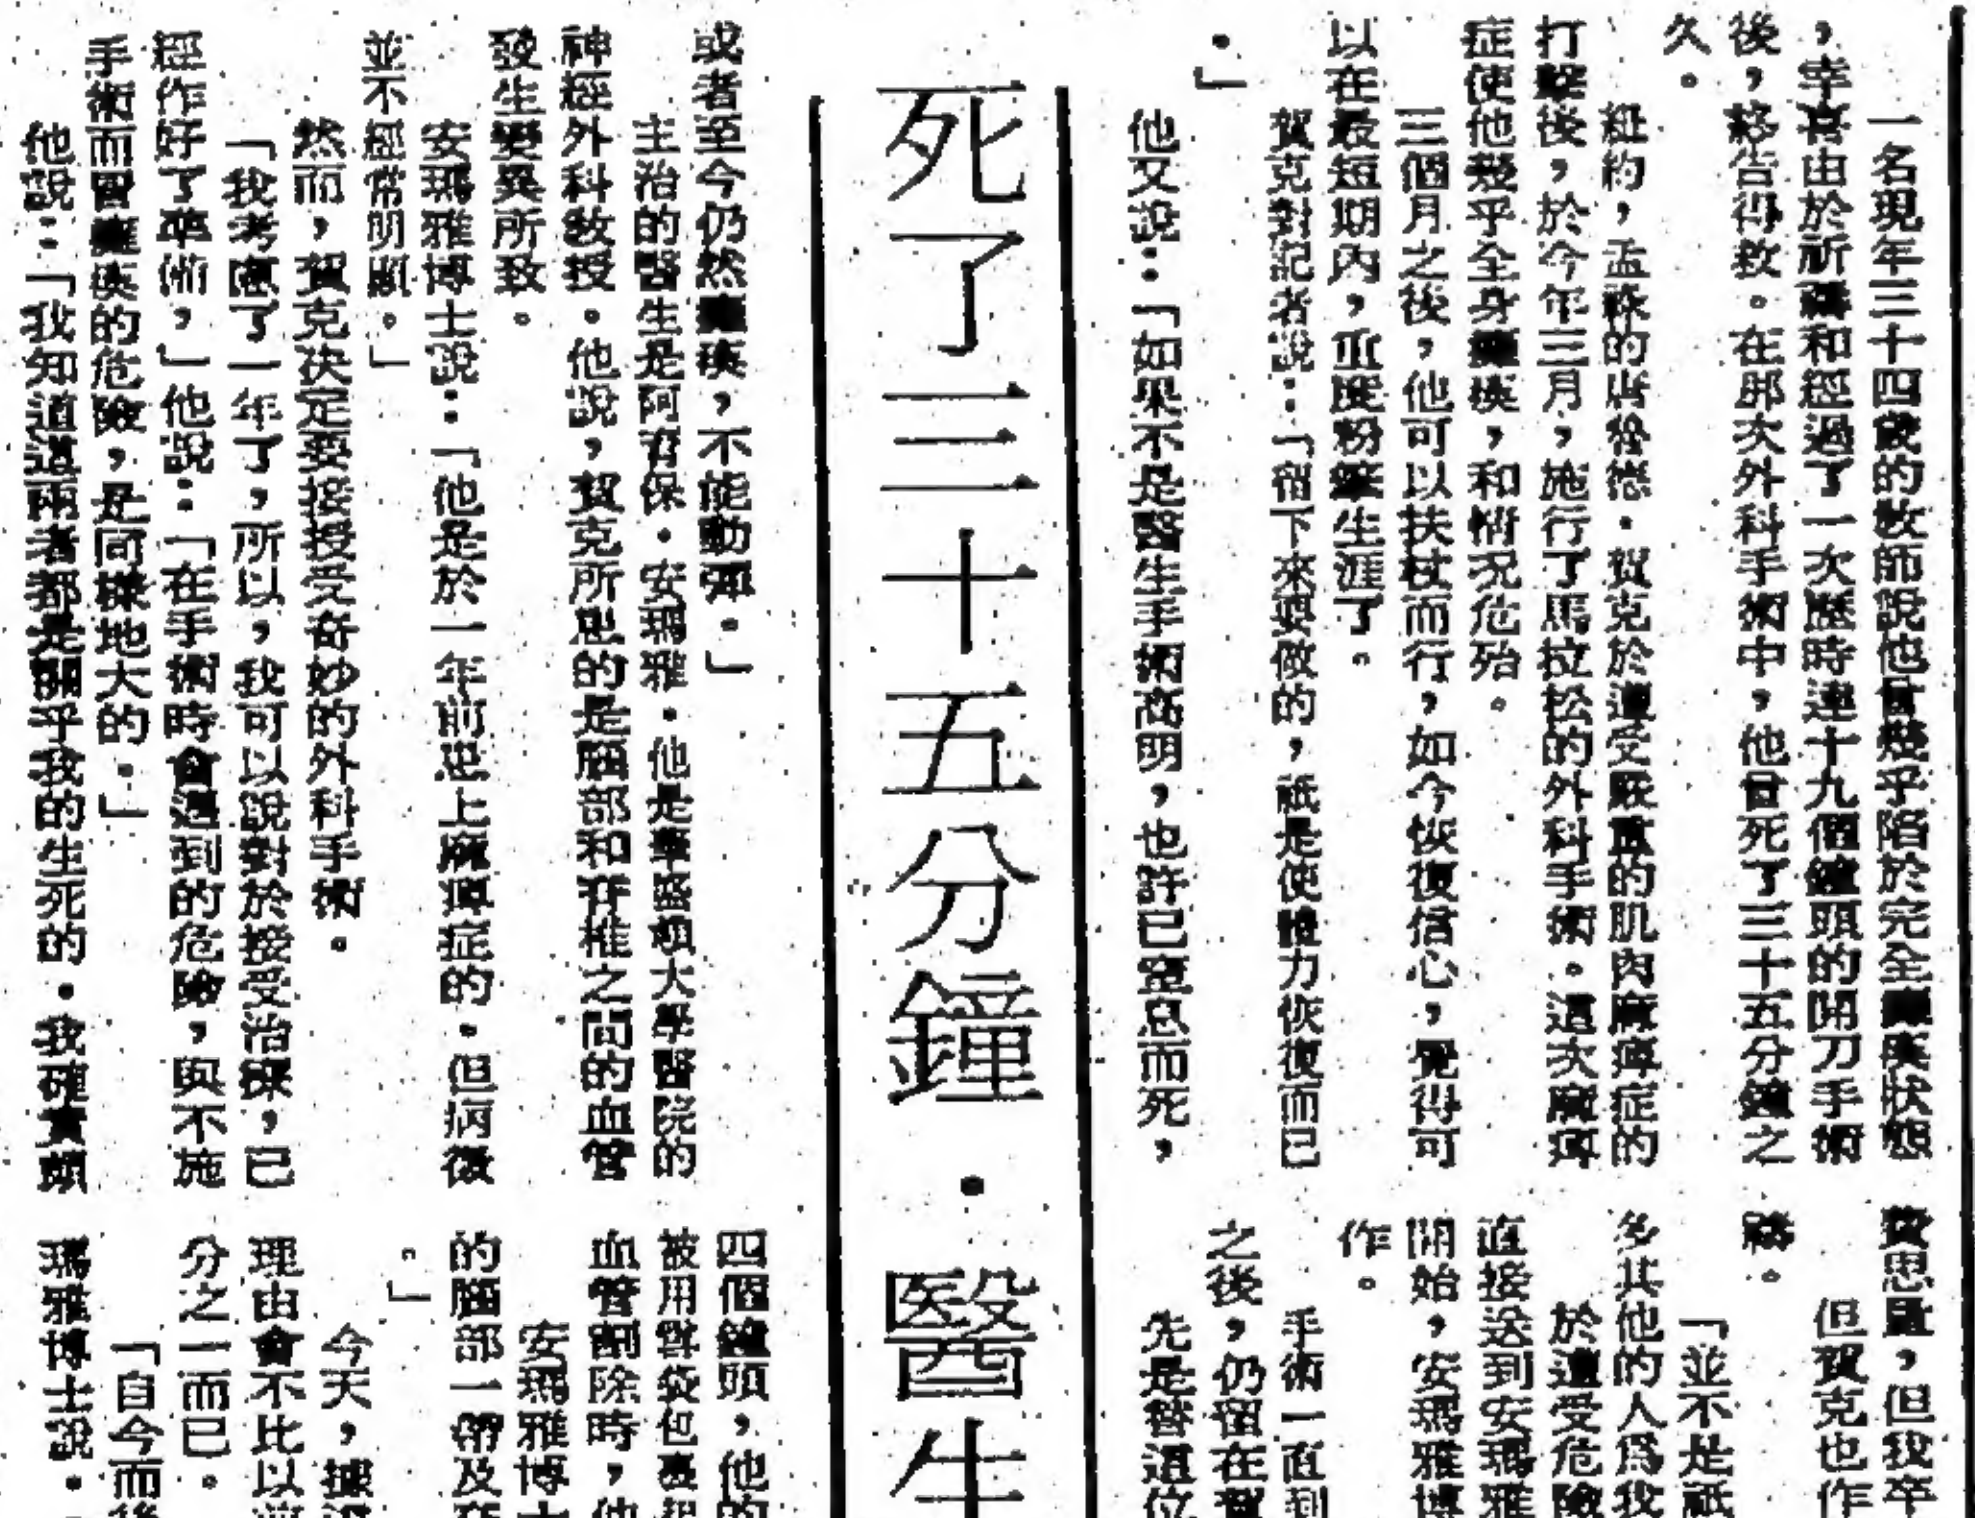 死了三十五分鐘·醫生
一名現年三十四歲的教師說他曾幾乎陷於完全癱瘓狀態
，幸喜由於祈禱和經過了一次歷時達十九個鐘頭的開刀手術
後，終告得救。在那次外科手術中，他曾死了三十五分鐘之
久。
紐約，孟祿的唐・賀克於遭受嚴重的肌肉痲痺症的
打擊後，於今年三月，施行了馬拉松的外科手術。這次痲痺
症使他幾乎全身癱瘓，和情況危殆。
三個月之後，他可以扶杖而行，如今恢復信心，覺得可
以在最短期內，重度粉筆生涯了。
賀克對記者說：「留下來要做的，祇是使體力恢復而已
．」
他又說：「如果不是醫生手術高明，也許已窒息而死，
或者至今仍然癱瘓，不能動彈．」
主治的醫生是阿・安瑪雅．他是華盛頓大學醫院的
神經外科教授．他說，賀克所患的是腦部和脊椎之間的血管
發生變異所致。
安瑪雅博士說：「他是於一年前患上痲痺症的．但病徵
並不經常明顯。」
然而，賀克決定要接受奇妙的外科手術。
「我考慮了一年了，所以，我可以說對於接受治療，已
經作好了準備，」他說：「在手術時會遇到的危險，與不施
手術而冒癱瘓的危險，是同樣地大的．」
他說：「我知道這兩者都是關乎我的生死的．我確實頗
費思量，但我卒
但賀克也作
禱。
「並不是祇
多其他的人為我
於遭受危險
直接送到安瑪雅
開始，安瑪雅博
作。
手術一直到
之後，仍留在賀
先是替這位
四個鐘頭，他的
被用
血管割除時，他
安瑪雅博士
的腦部一帶及脊
。」
今天，據
理由會不比以前
分之一而已．
「自今而後
瑪雅博士說．